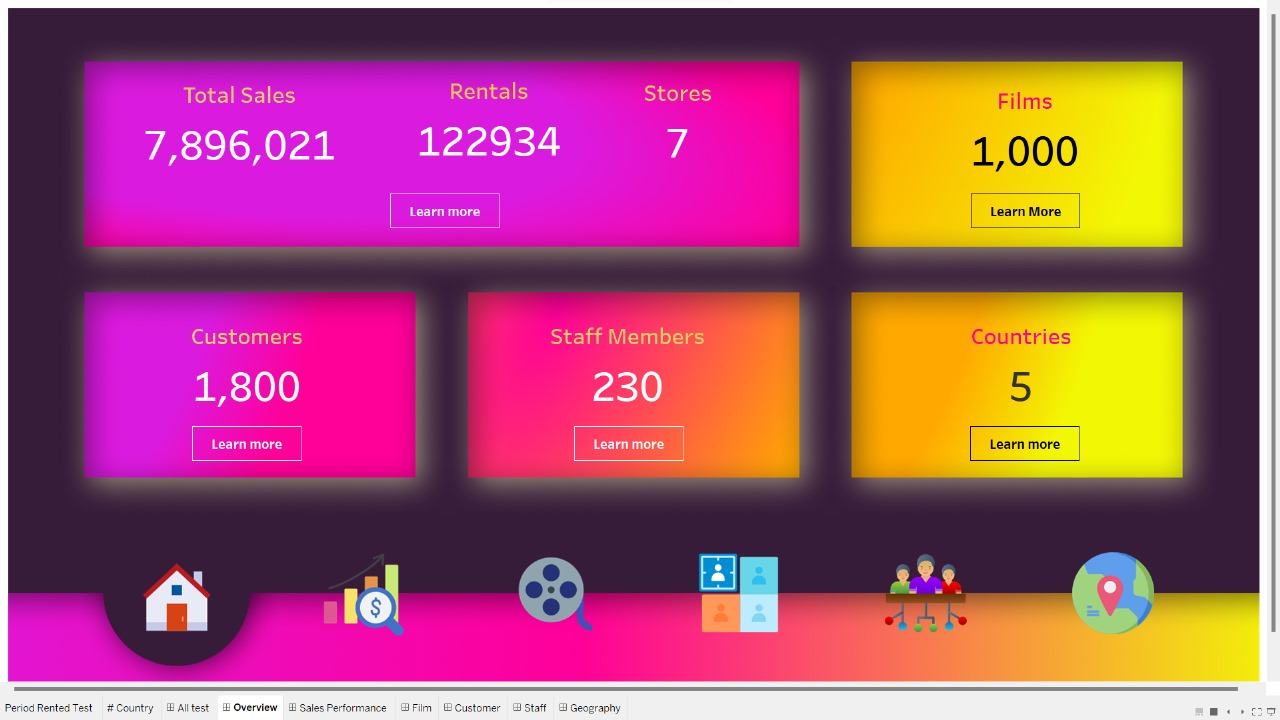 Total Sales
7,896,021
Rentals
122934
Stores
7
Learn more
Films
1,000
Learn More
Customers
1,800
Learn more
Staff Members
230
Learn more
Countries
5
Learn more
$
Period Rented Test
# Country
All test
Overview
Sales Performance
Film
Customer
Staff
Geography